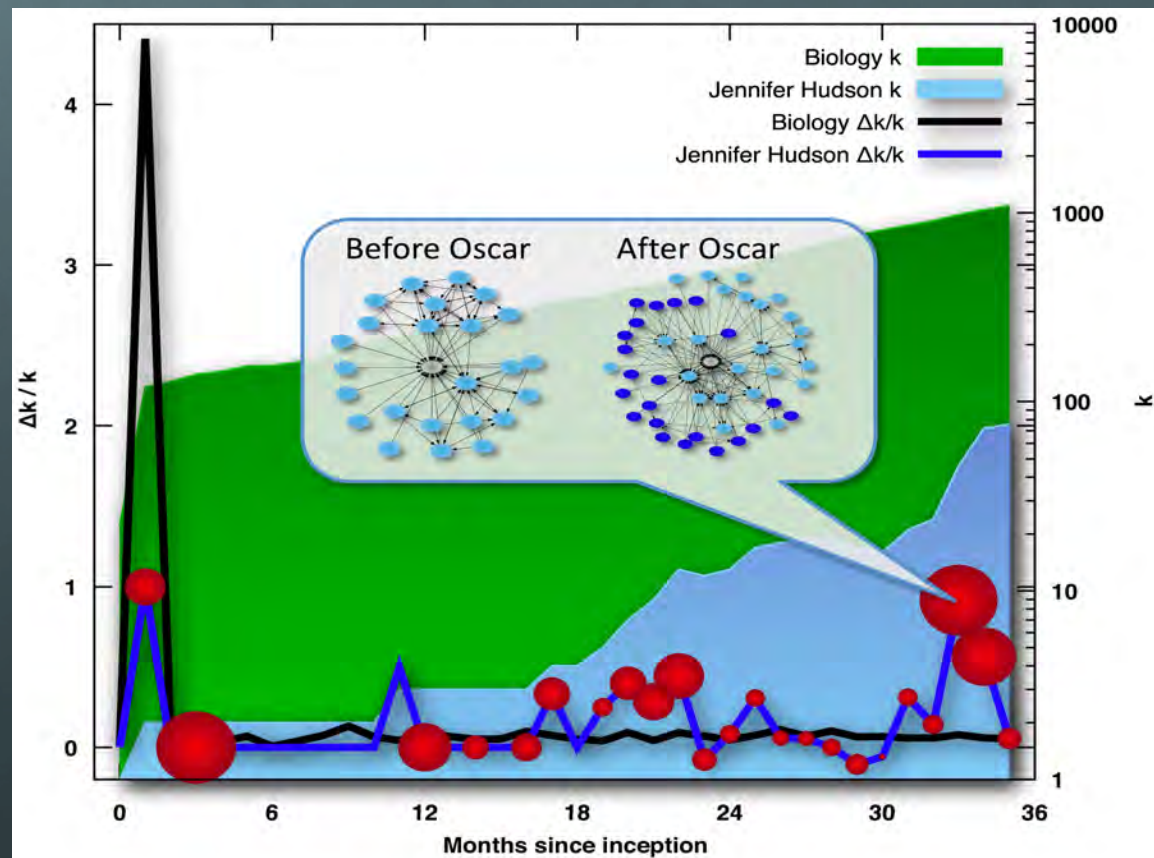 Biology k
Jennifer Hudson k
Biology Δk/k
Jennifer Hudson Δk/k
Before Oscar After Oscar
Δk / k
4
3
2
1
0
10000
1000
100
10
1
k
0 6 12 18 24 30 36
Months since inception